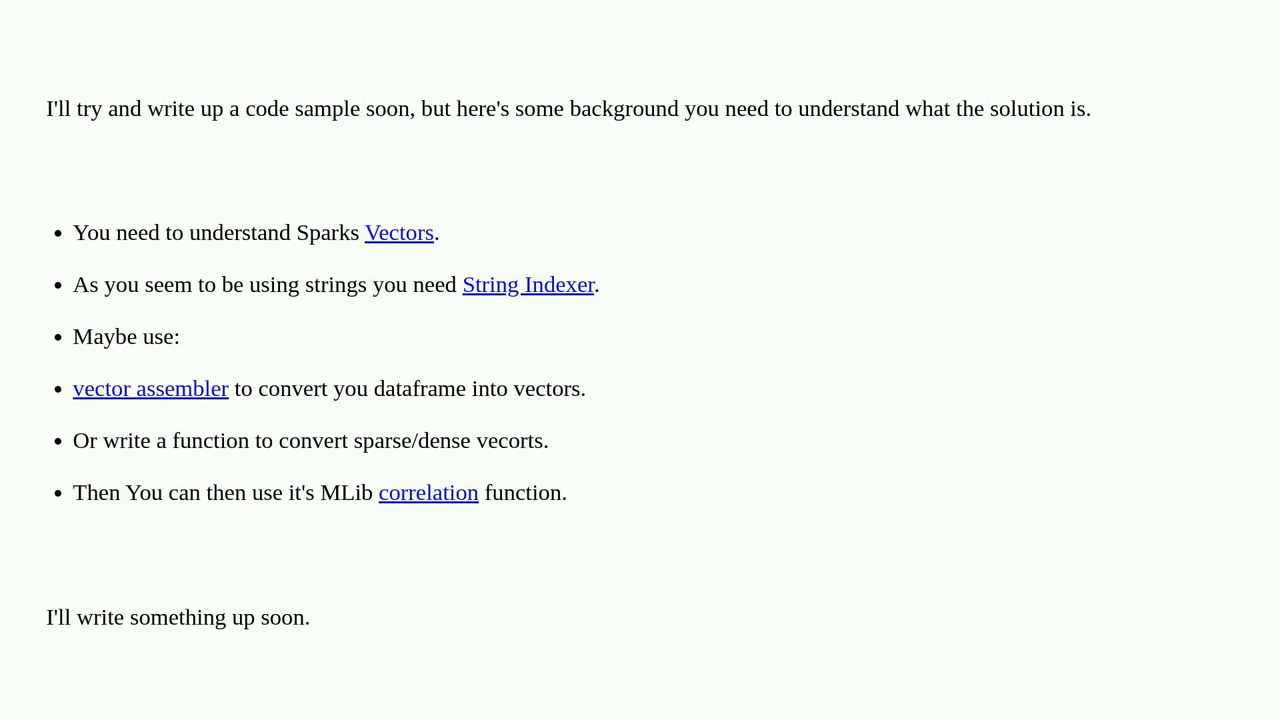 I'll try and write up a code sample soon, but here's some background you need to understand what the solution is.
• You need to understand Sparks Vectors.
• As you seem to be using strings you need String Indexer.
• Maybe use:
• vector assembler to convert you dataframe into vectors.
• Or write a function to convert sparse/dense vecorts.
• Then You can then use it's MLib correlation function.
I'll write something up soon.